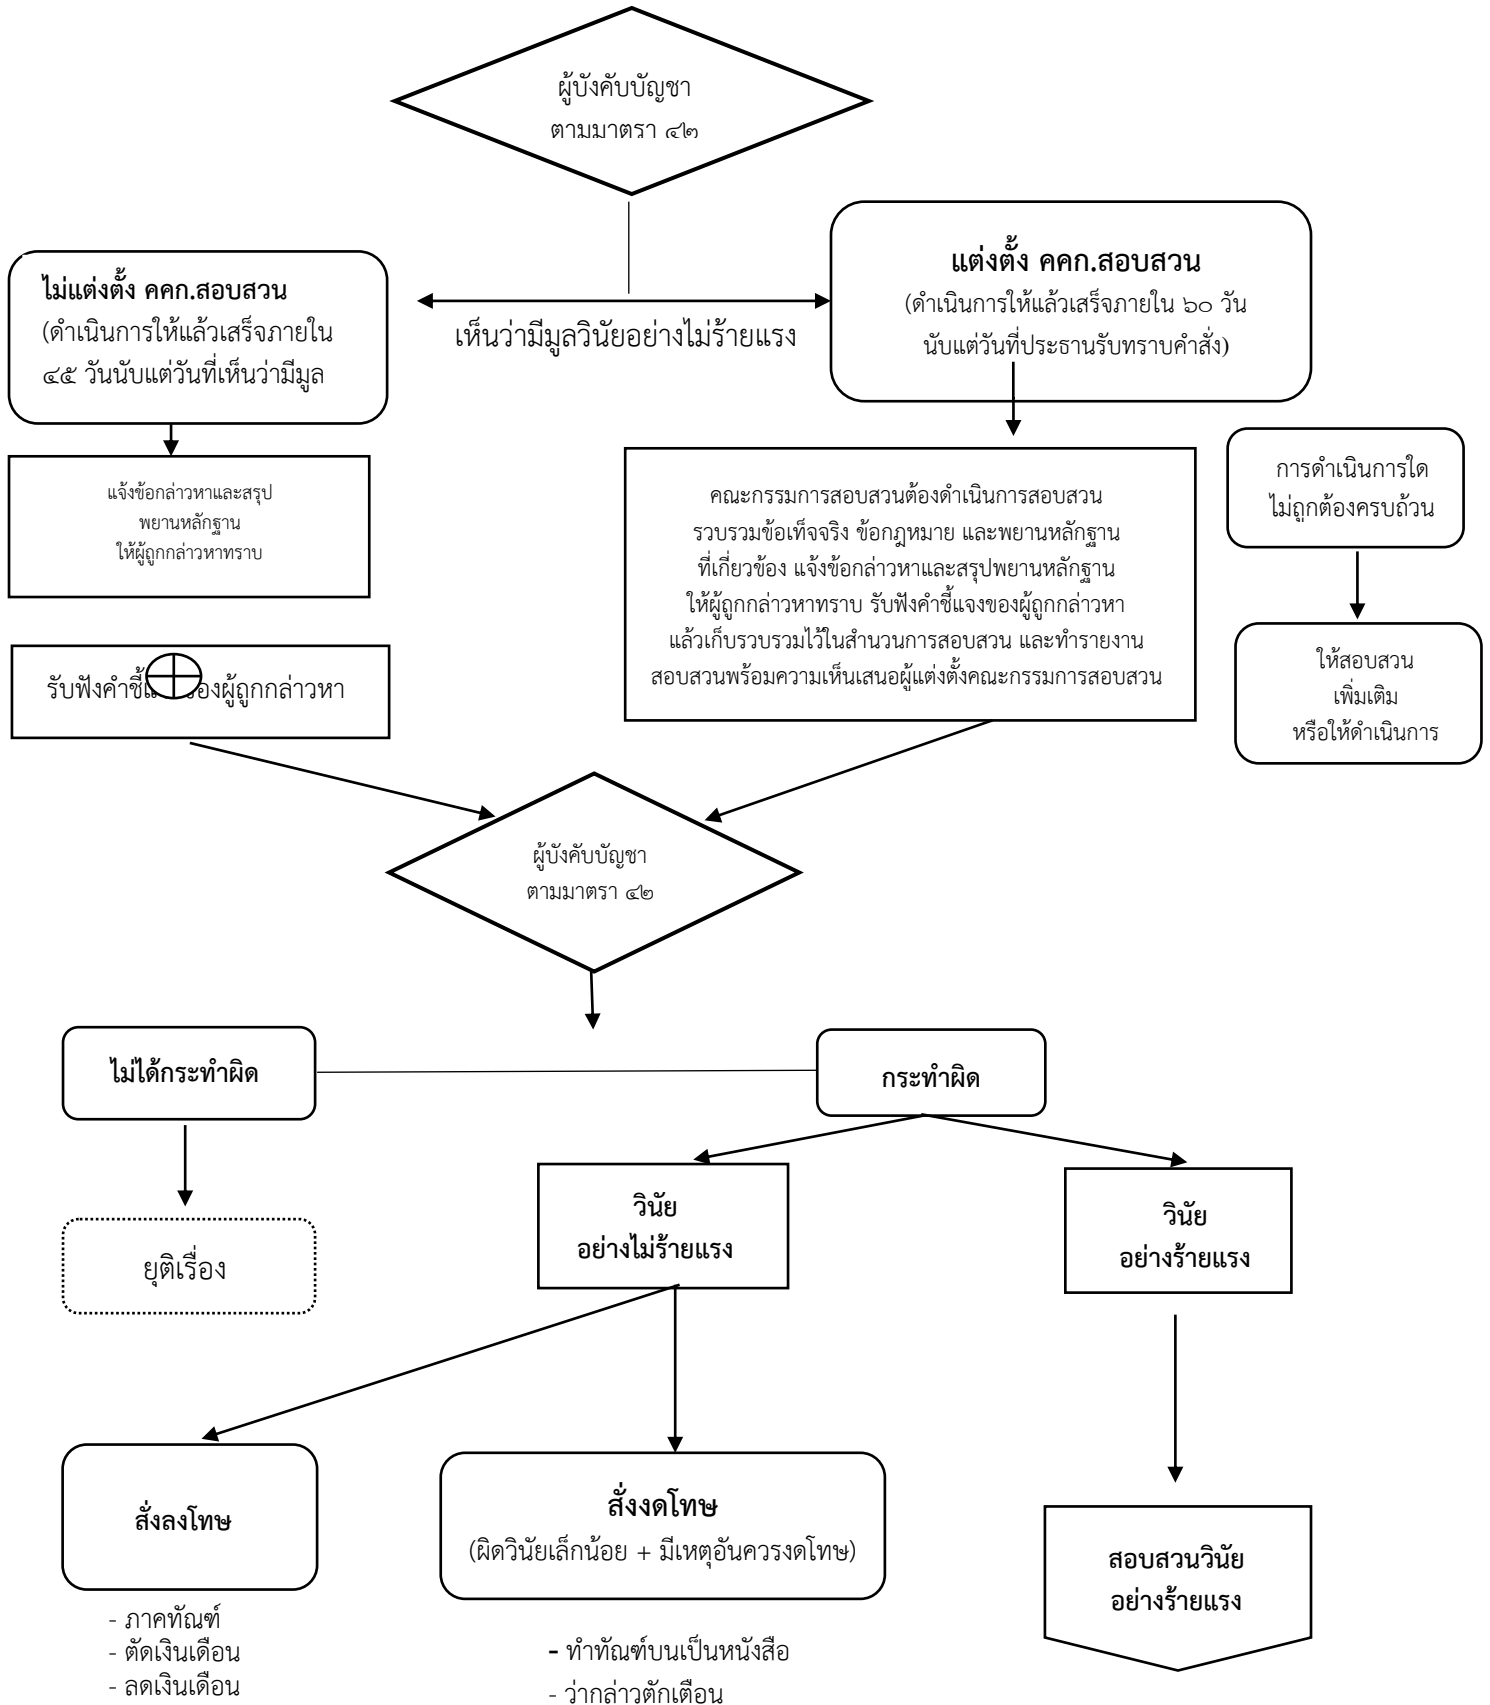 ผู้บังคับบัญชา
ตามมาตรา ๔๒
ไม่แต่งตั้ง คคก.สอบสวน
(ดำเนินการให้แล้วเสร็จภายใน
๔๕ วันนับแต่วันที่เห็นว่ามีมูล
เห็นว่ามีมูลวินัยอย่างไม่ร้ายแรง
แต่งตั้ง คคก.สอบสวน
(ดำเนินการให้แล้วเสร็จภายใน ๖๐ วัน
นับแต่วันที่ประธานรับทราบคำสั่ง)
แจ้งข้อกล่าวหาและสรุป
พยานหลักฐาน
ให้ผู้ถูกกล่าวหาทราบ
คณะกรรมการสอบสวนต้องดำเนินการสอบสวน
รวบรวมข้อเท็จจริง ข้อกฎหมาย และพยานหลักฐาน
ที่เกี่ยวข้อง แจ้งข้อกล่าวหาและสรุปพยานหลักฐาน
ให้ผู้ถูกกล่าวหาทราบ รับฟังคำชี้แจงของผู้ถูกกล่าวหา
แล้วเก็บรวบรวมไว้ในสำนวนการสอบสวน และทำรายงาน
สอบสวนพร้อมความเห็นเสนอผู้แต่งตั้งคณะกรรมการสอบสวน
การดำเนินการใด
ไม่ถูกต้องครบถ้วน
ให้สอบสวน
เพิ่มเติม
หรือให้ดำเนินการ
รับฟังคำชี้ ของผู้ถูกกล่าวหา
ผู้บังคับบัญชา
ตามมาตรา ๔๒
ไม่ได้กระทำผิด
กระทำผิด
ยุติเรื่อง
วินัย
อย่างไม่ร้ายแรง
วินัย
อย่างร้ายแรง
สั่งลงโทษ
สั่งงดโทษ
(ผิดวินัยเล็กน้อย + มีเหตุอันควรงดโทษ)
สอบสวนวินัย
อย่างร้ายแรง
- ภาคทัณฑ์
- ตัดเงินเดือน
- ลดเงินเดือน
- ทำทัณฑ์บนเป็นหนังสือ
- ว่ากล่าวตักเตือน